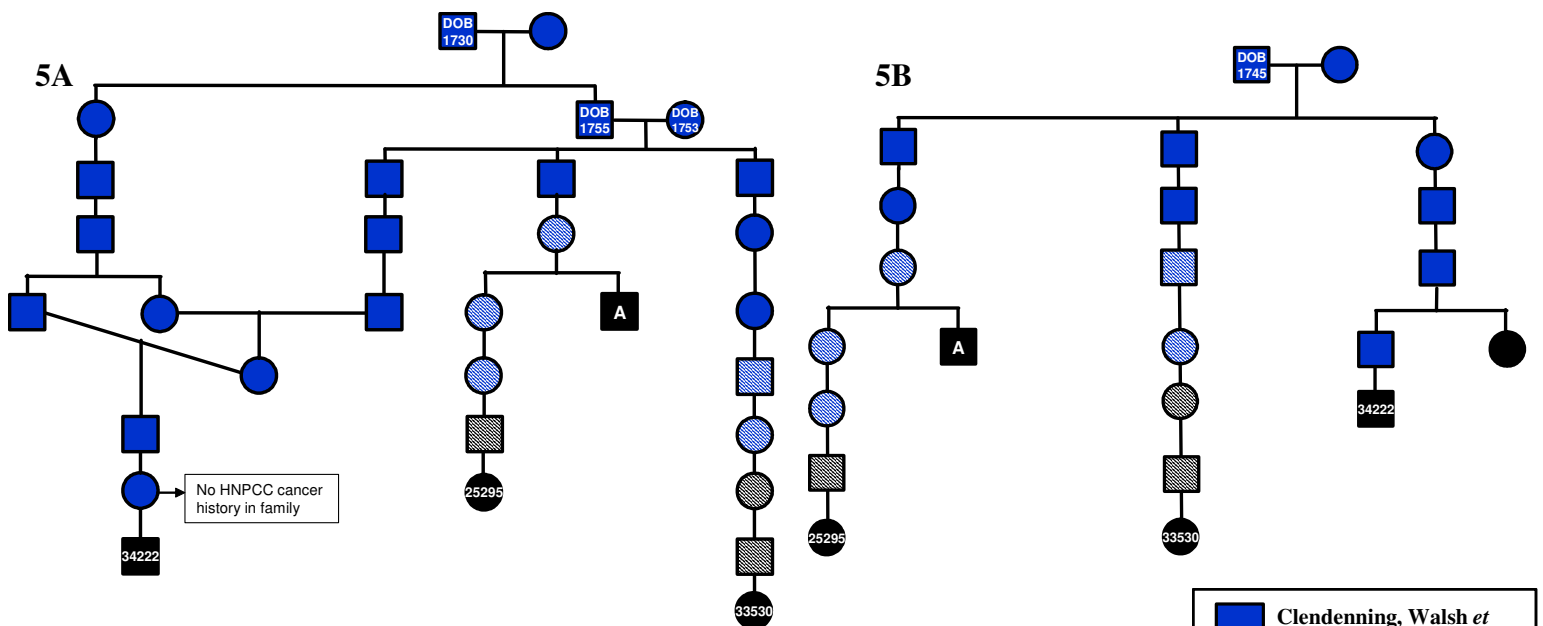 DOB
1730
5A
DOB
1755
DOB
1753
A
No HNPCC cancer
history in family
25295
34222
33530
DOB
1745
5B
A
34222
25295
33530
Clendenning, Walsh et